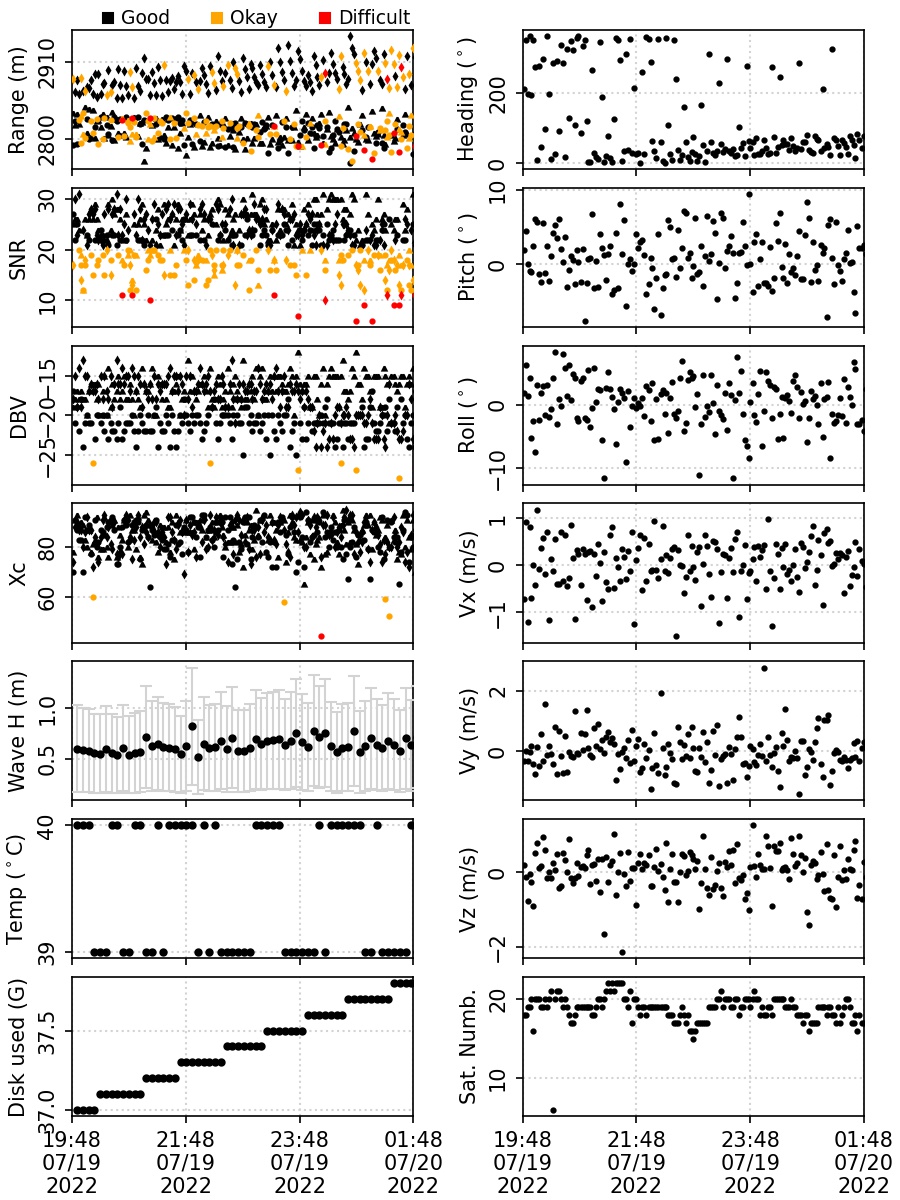 Good Okay Difficult
Range (m)
2910
2800
Heading (°)
200
0
SNR
30
20
10
Pitch (°)
10
0
DBV
−15
−20
−25
Roll (°)
0
−10
Xc
80
60
Vx (m/s)
1
0
−1
Wave H (m)
1.0
0.5
Vy (m/s)
2
0
Temp (°C)
40
39
Vz (m/s)
0
−2
Disk used (G)
37.5
37.0
Sat. Numb.
20
10
19:48 21:48 23:48 01:48
07/19 07/19 07/19 07/20
2022 2022 2022 2022
19:48 21:48 23:48 01:48
07/19 07/19 07/19 07/20
2022 2022 2022 2022